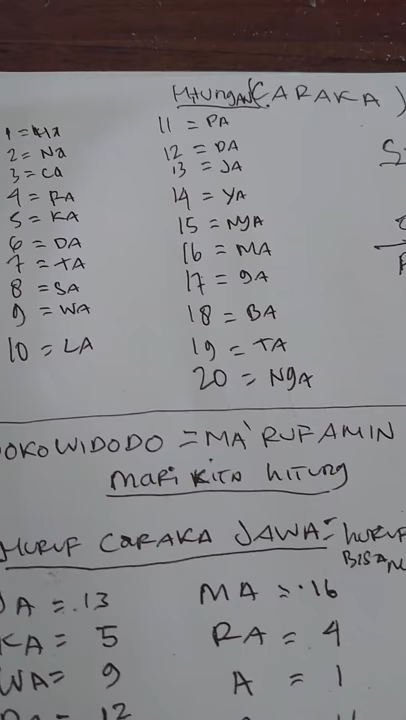 HitungAN (CARAKA)
1 = HA
2 = Na
3 = Ca
4 = RA
5 = KA
6 = DA
7 = TA
8 = SA
9 = WA
10 = LA
11 = PA
12 = DA
13 = JA
14 = YA
15 = NYA
16 = MA
17 = gA
18 = BA
19 = TA
20 = NgA
OKOWIDODO = MA'RUF AMIN
MARi KITA HITUNg
HURUF CARAKA JAWA = HURUF
BISA
JA = .13
KA = 5
WA = 9
12
MA = .16
RA = 4
A = 1